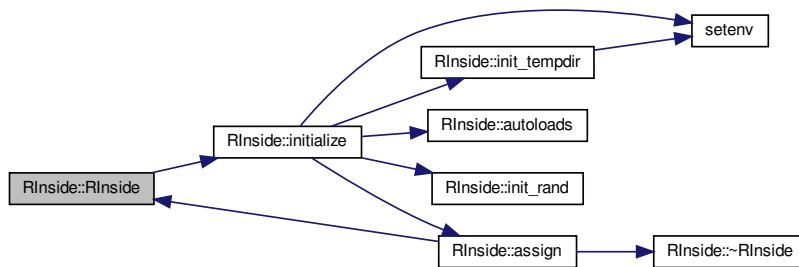 setenv
RInside::init_tempdir
RInside::autoloads
RInside::initialize
RInside::RInside
RInside::init_rand
RInside::assign
RInside::~RInside